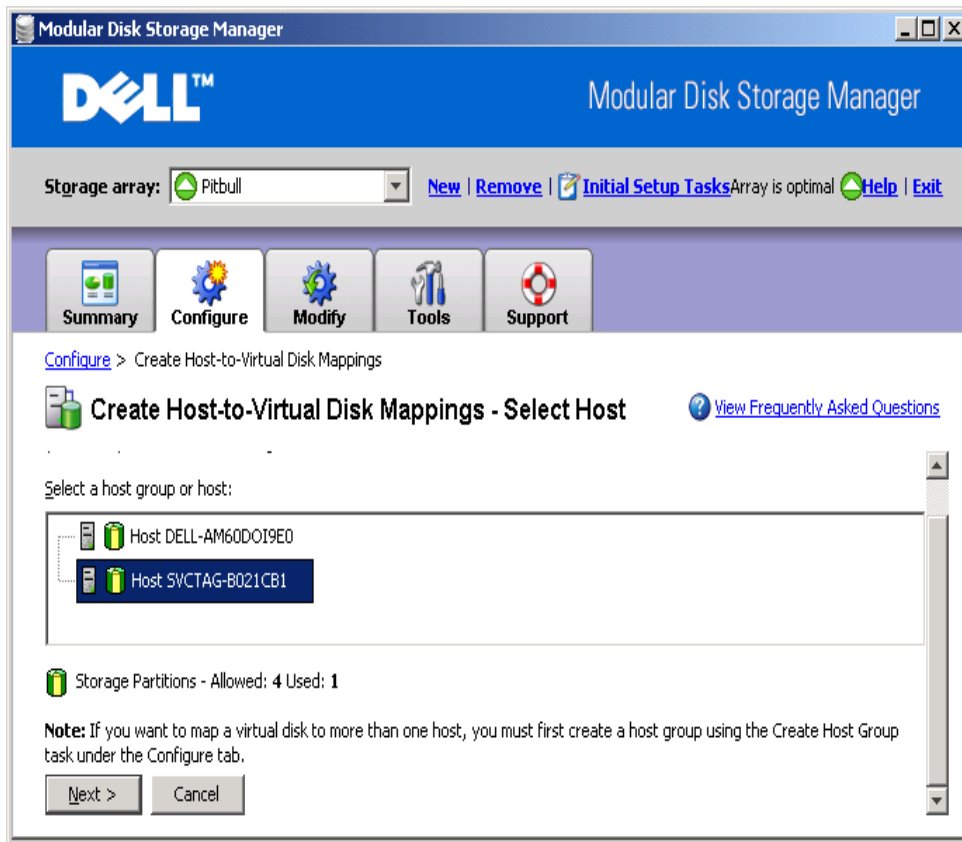 Modular Disk Storage Manager
DELL™
Modular Disk Storage Manager
Storage array: Pitbull New | Remove | Initial Setup TasksArray is optimal Help | Exit
Summary Configure Modify Tools Support
Configure > Create Host-to-Virtual Disk Mappings
Create Host-to-Virtual Disk Mappings - Select Host
View Frequently Asked Questions
Select a host group or host:
Host DELL-AM60DOI9E0
Host SVCTAG-B021CB1
Storage Partitions - Allowed: 4 Used: 1
Note: If you want to map a virtual disk to more than one host, you must first create a host group using the Create Host Group
task under the Configure tab.
Next > Cancel